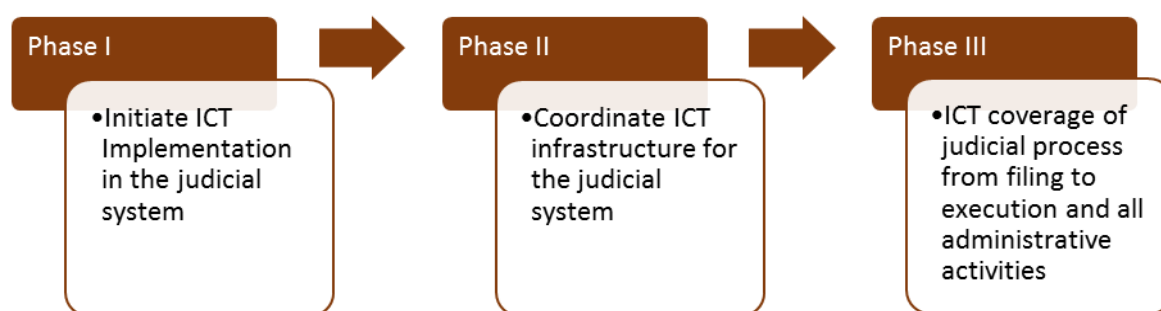 Phase I
•Initiate ICT
Implementation
in the judicial
system
Phase II
•Coordinate ICT
infrastructure for
the judicial
system
Phase III
•ICT coverage of
judicial process
from filing to
execution and all
administrative
activities